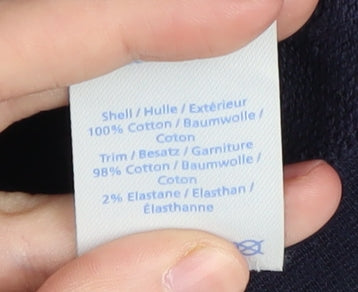 Shell / Hulle / Extérieur
100% Cotton / Baumwolle /
Coton
Trim / Besatz / Garniture
98% Cotton / Baumwolle /
Coton
2% Elastane / Elasthan /
Élasthanne